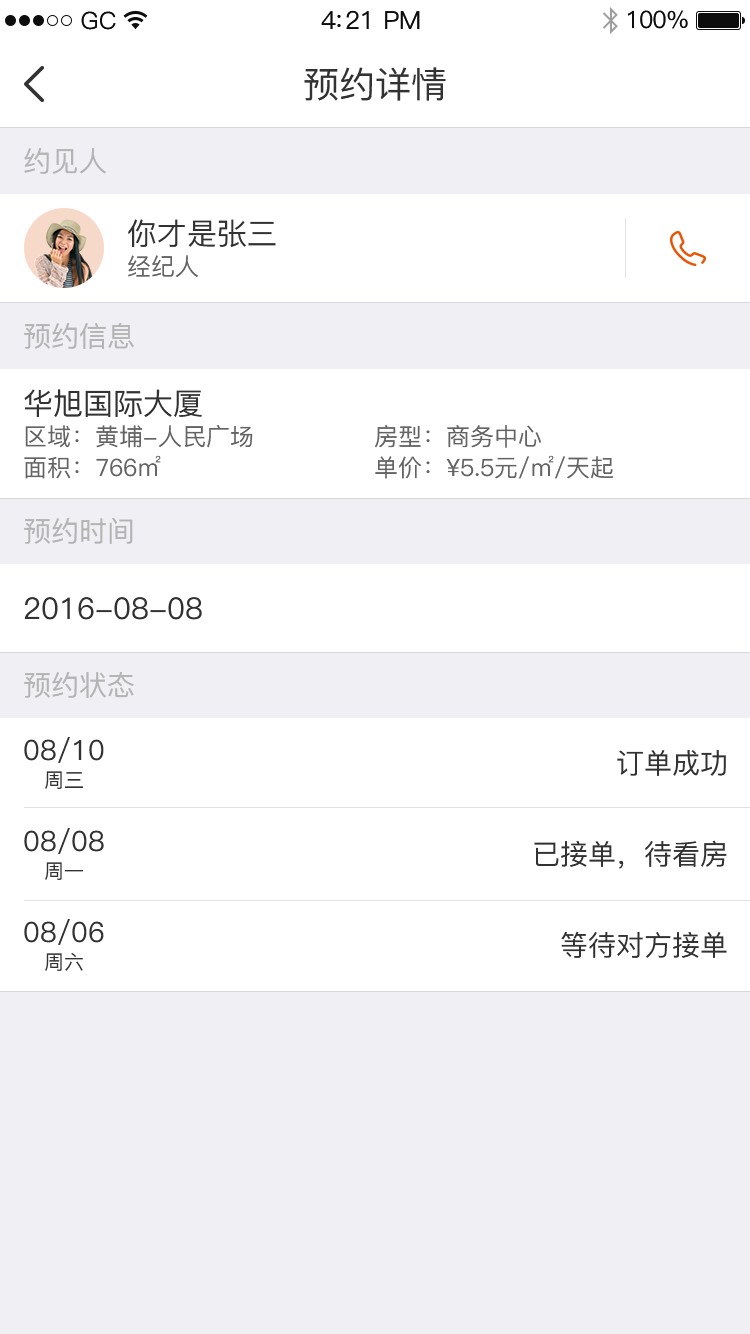 GC 4:21 PM 100%
预约详情
约见人
你才是张三
经纪人
预约信息
华旭国际大厦
区域：黄埔-人民广场 房型：商务中心
面积：766㎡ 单价：¥5.5元/㎡/天起
预约时间
2016-08-08
预约状态
08/10
周三
订单成功
08/08
周一
已接单，待看房
08/06
周六
等待对方接单